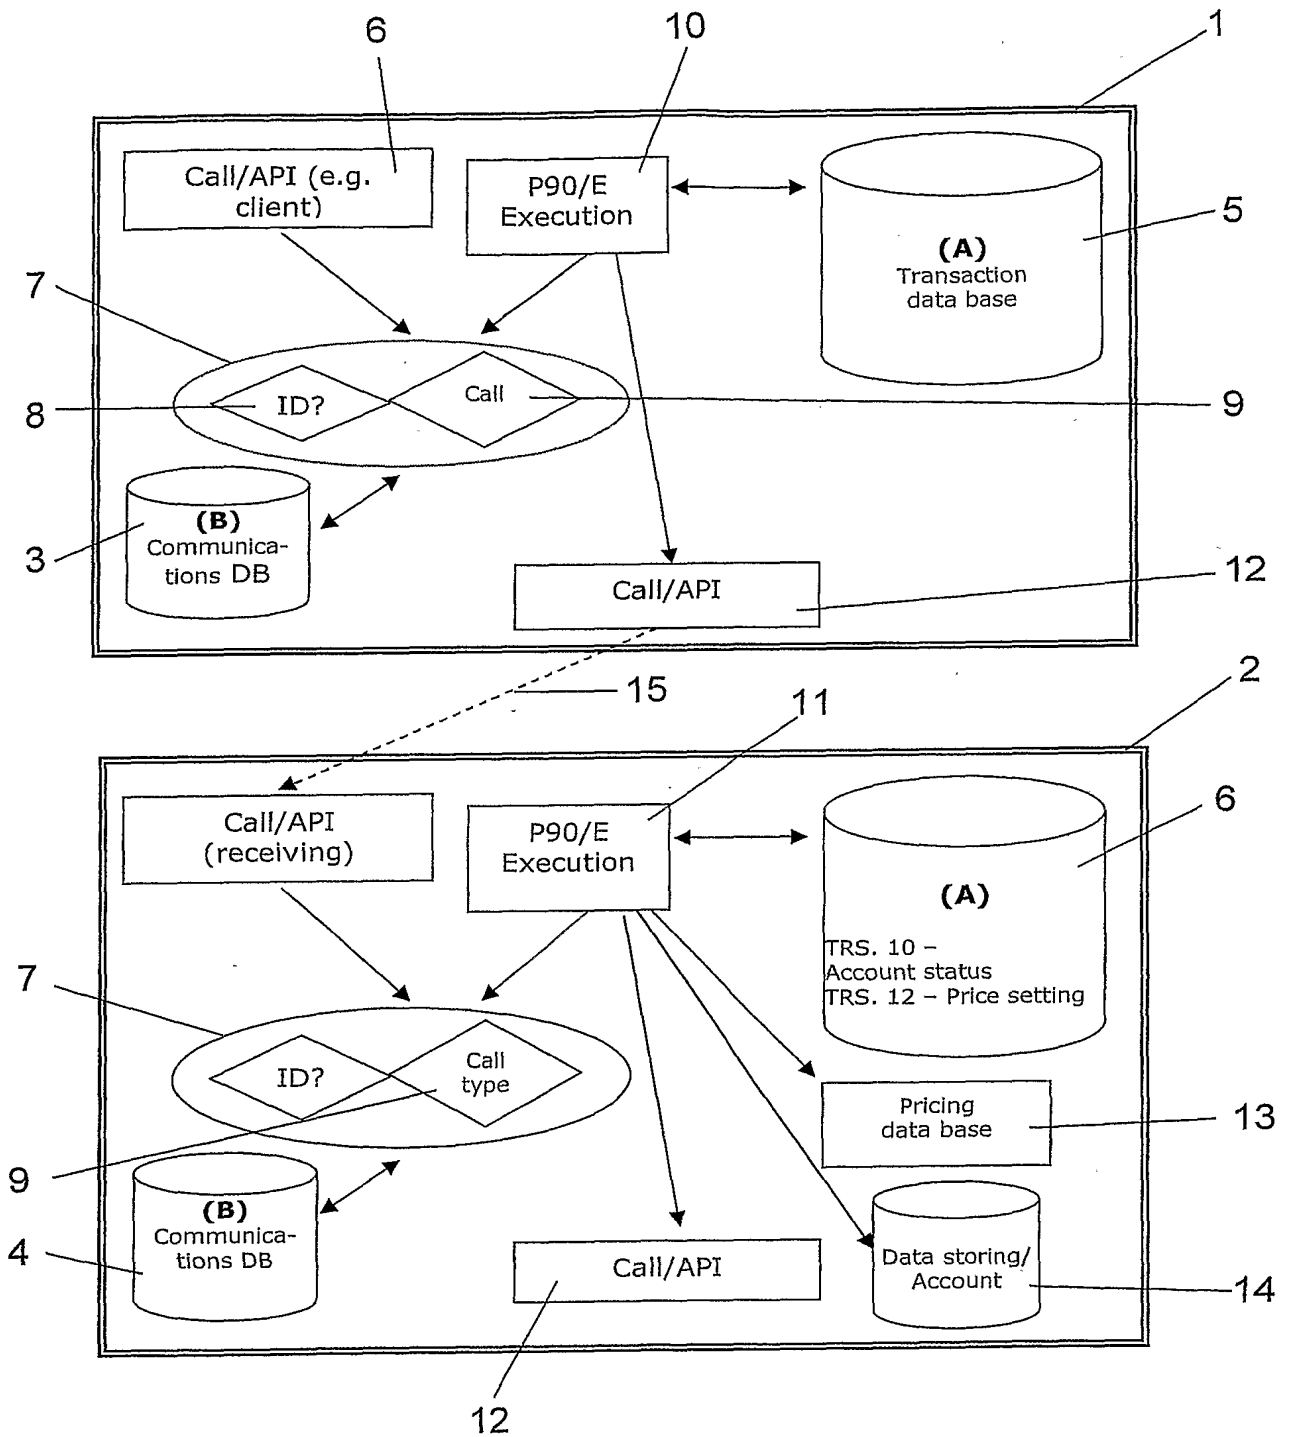 6
10
1
Call/API (e.g.
client)
P90/E
Execution
(A)
Transaction
data base
5
7
8
ID?
Call
9
(B)
Communica-
tions DB
3
Call/API
12
15
2
11
Call/API
(receiving)
P90/E
Execution
6
(A)
TRS. 10 –
Account status
TRS. 12 – Price setting
7
ID?
Call
type
9
Pricing
data base
13
(B)
Communica-
tions DB
4
Call/API
Data storing/
Account
14
12